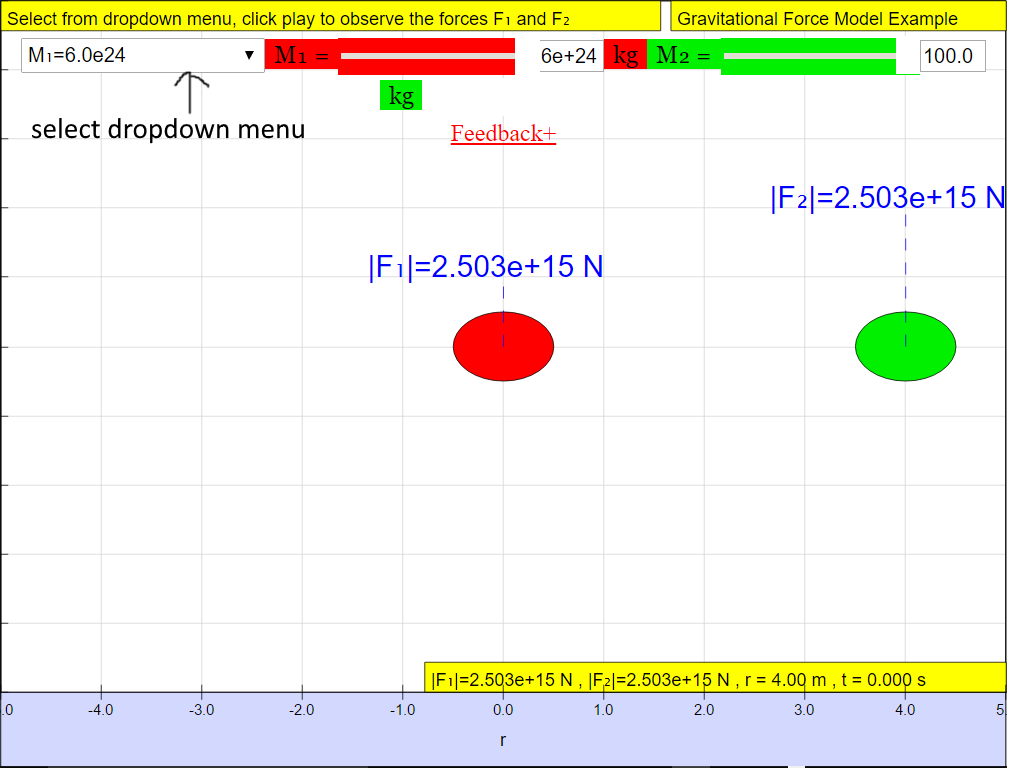 Select from dropdown menu, click play to observe the forces F₁ and F₂
Gravitational Force Model Example
M₁=6.0e24 ▼ M₁ = 6e+24 kg M₂ = 100.0
kg
select dropdown menu
Feedback+
|F₂|=2.503e+15 N
|F₁|=2.503e+15 N
|F₁|=2.503e+15 N , |F₂|=2.503e+15 N , r = 4.00 m , t = 0.000 s
.0 -4.0 -3.0 -2.0 -1.0 0.0 1.0 2.0 3.0 4.0 5.
r